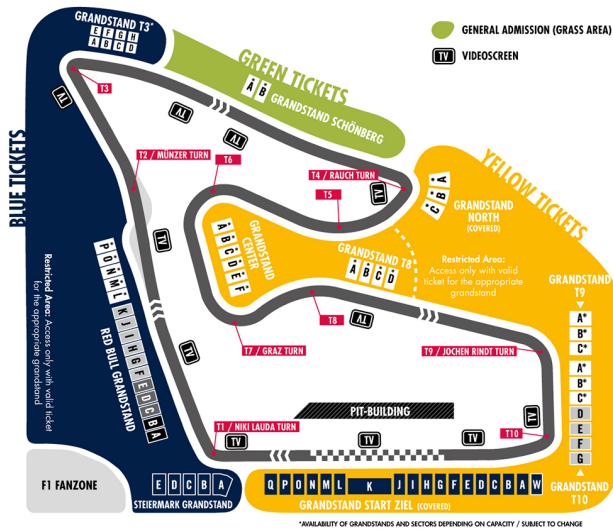 GRANDSTAND T3*
E F G H
A B C D
GENERAL ADMISSION (GRASS AREA)
TV VIDEOSCREEN
GREEN TICKETS
A B
GRANDSTAND SCHÖNBERG
T3
TV
TV
TV
T2 / MÜNZER TURN
T6
T4 / RAUCH TURN
TV
T5
BLUE TICKETS
YELLOW TICKETS
C B A
GRANDSTAND
NORTH
(COVERED)
GRANDSTAND
CENTER
A
B
C
D
E
F
GRANDSTAND T8
A B C D
Restricted Area:
Access only with valid
ticket for the appropriate
grandstand
TV
Restricted Area: Access only with valid ticket
for the appropriate grandstand
P O N M L K J I H G F E D C B A
RED BULL GRANDSTAND
GRANDSTAND
T9
A*
B*
C*
A*
B*
C*
D
E
F
G
GRANDSTAND
T10
T8
TV
T7 / GRAZ TURN
TV
T9 / JOCHEN RINDT TURN
PIT-BUILDING
T1 / NIKI LAUDA TURN
TV
TV
TV
TV
T10
F1 FANZONE
E D C B A
STEIERMARK GRANDSTAND
Q P O N M L K J I H G F E D C B A W
GRANDSTAND START ZIEL (COVERED)
*AVAILABILITY OF GRANDSTANDS AND SECTORS DEPENDING ON CAPACITY / SUBJECT TO CHANGE